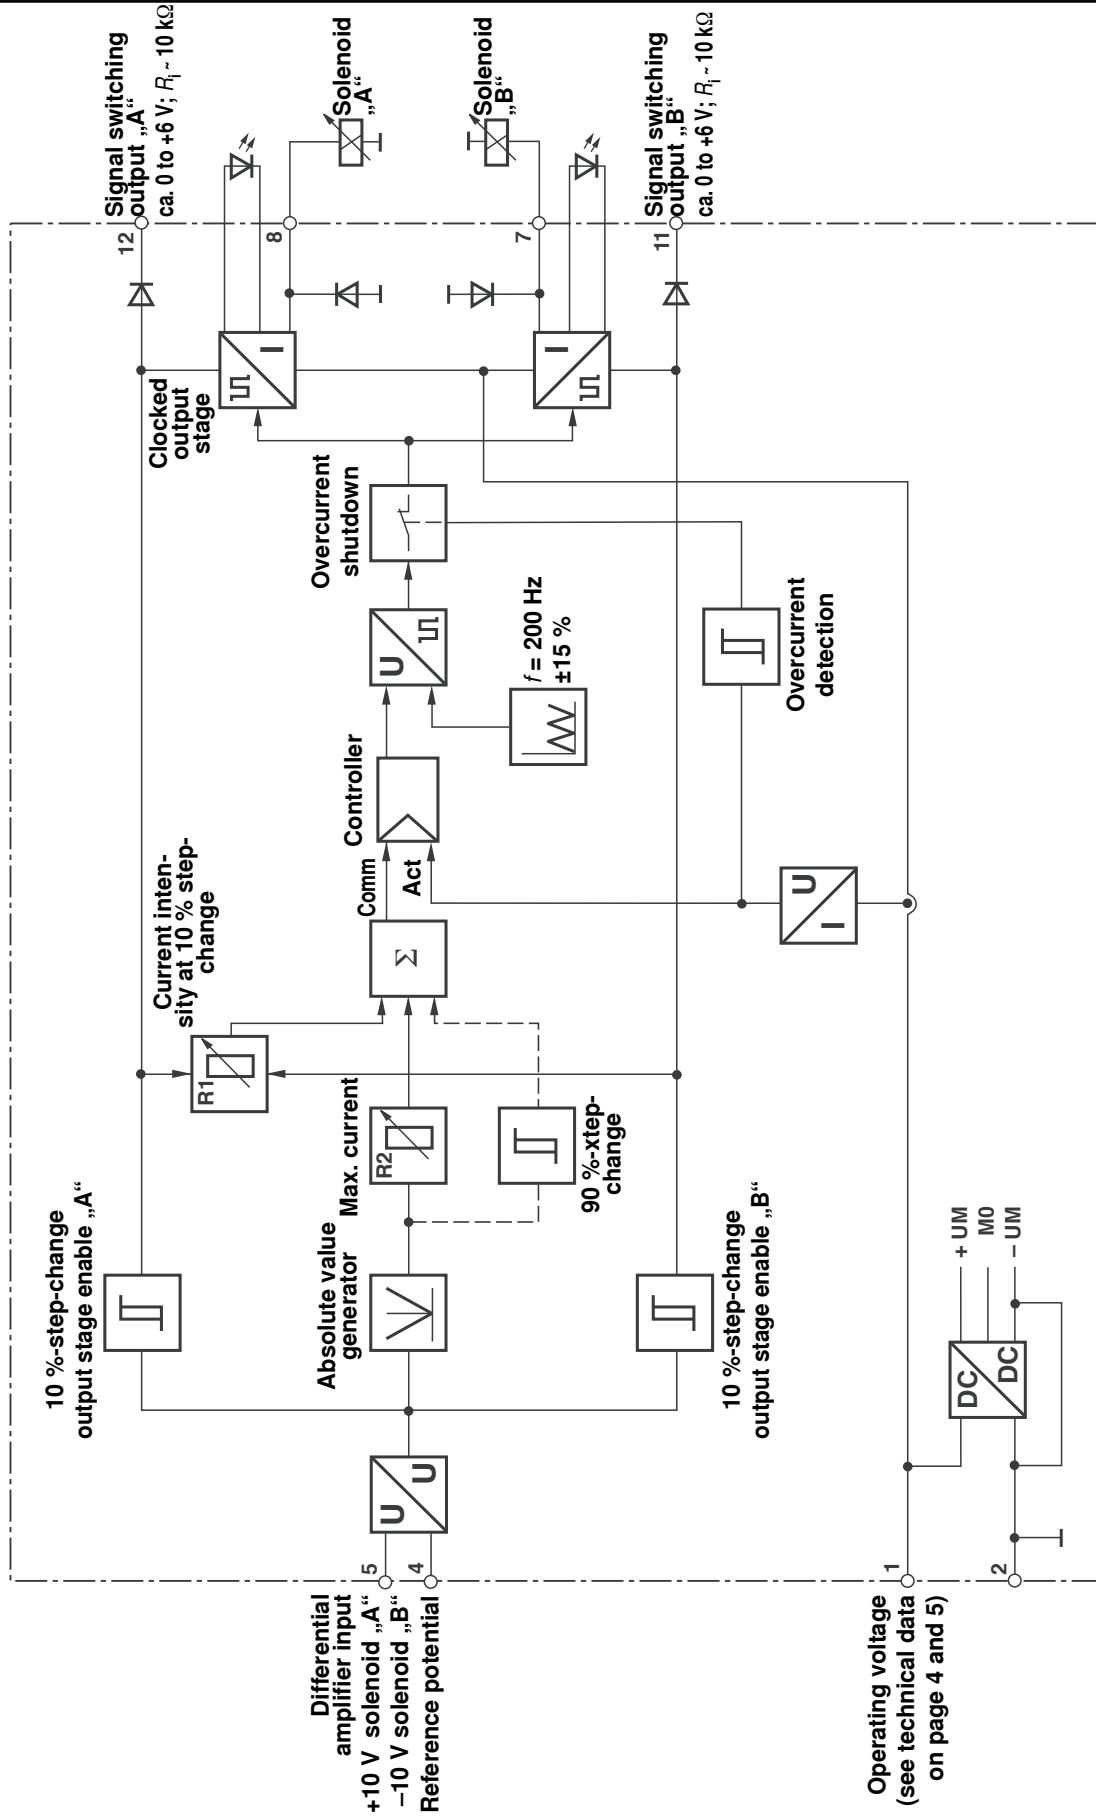 Differential
amplifier input
+10 V solenoid „A“
–10 V solenoid „B“
Reference potential
5
4
U
U
10 %-step-change
output stage enable „A“
Absolute value
generator
10 %-step-change
output stage enable „B“
Max. current
R2
90 %-xtep-
change
R1
Current inten-
sity at 10 % step-
change
Σ
Comm
Act
Controller
U
f = 200 Hz
±15 %
Overcurrent
shutdown
Overcurrent
detection
U
I
Clocked
output
stage
I
I
12
8
7
11
Signal switching
output „A“
ca. 0 to +6 V; Ri ~ 10 kΩ
Solenoid
„A“
Solenoid
„B“
Signal switching
output „B“
ca. 0 to +6 V; Ri ~ 10 kΩ
Operating voltage
(see technical data
on page 4 and 5)
1
2
DC
DC
+ UM
M0
– UM